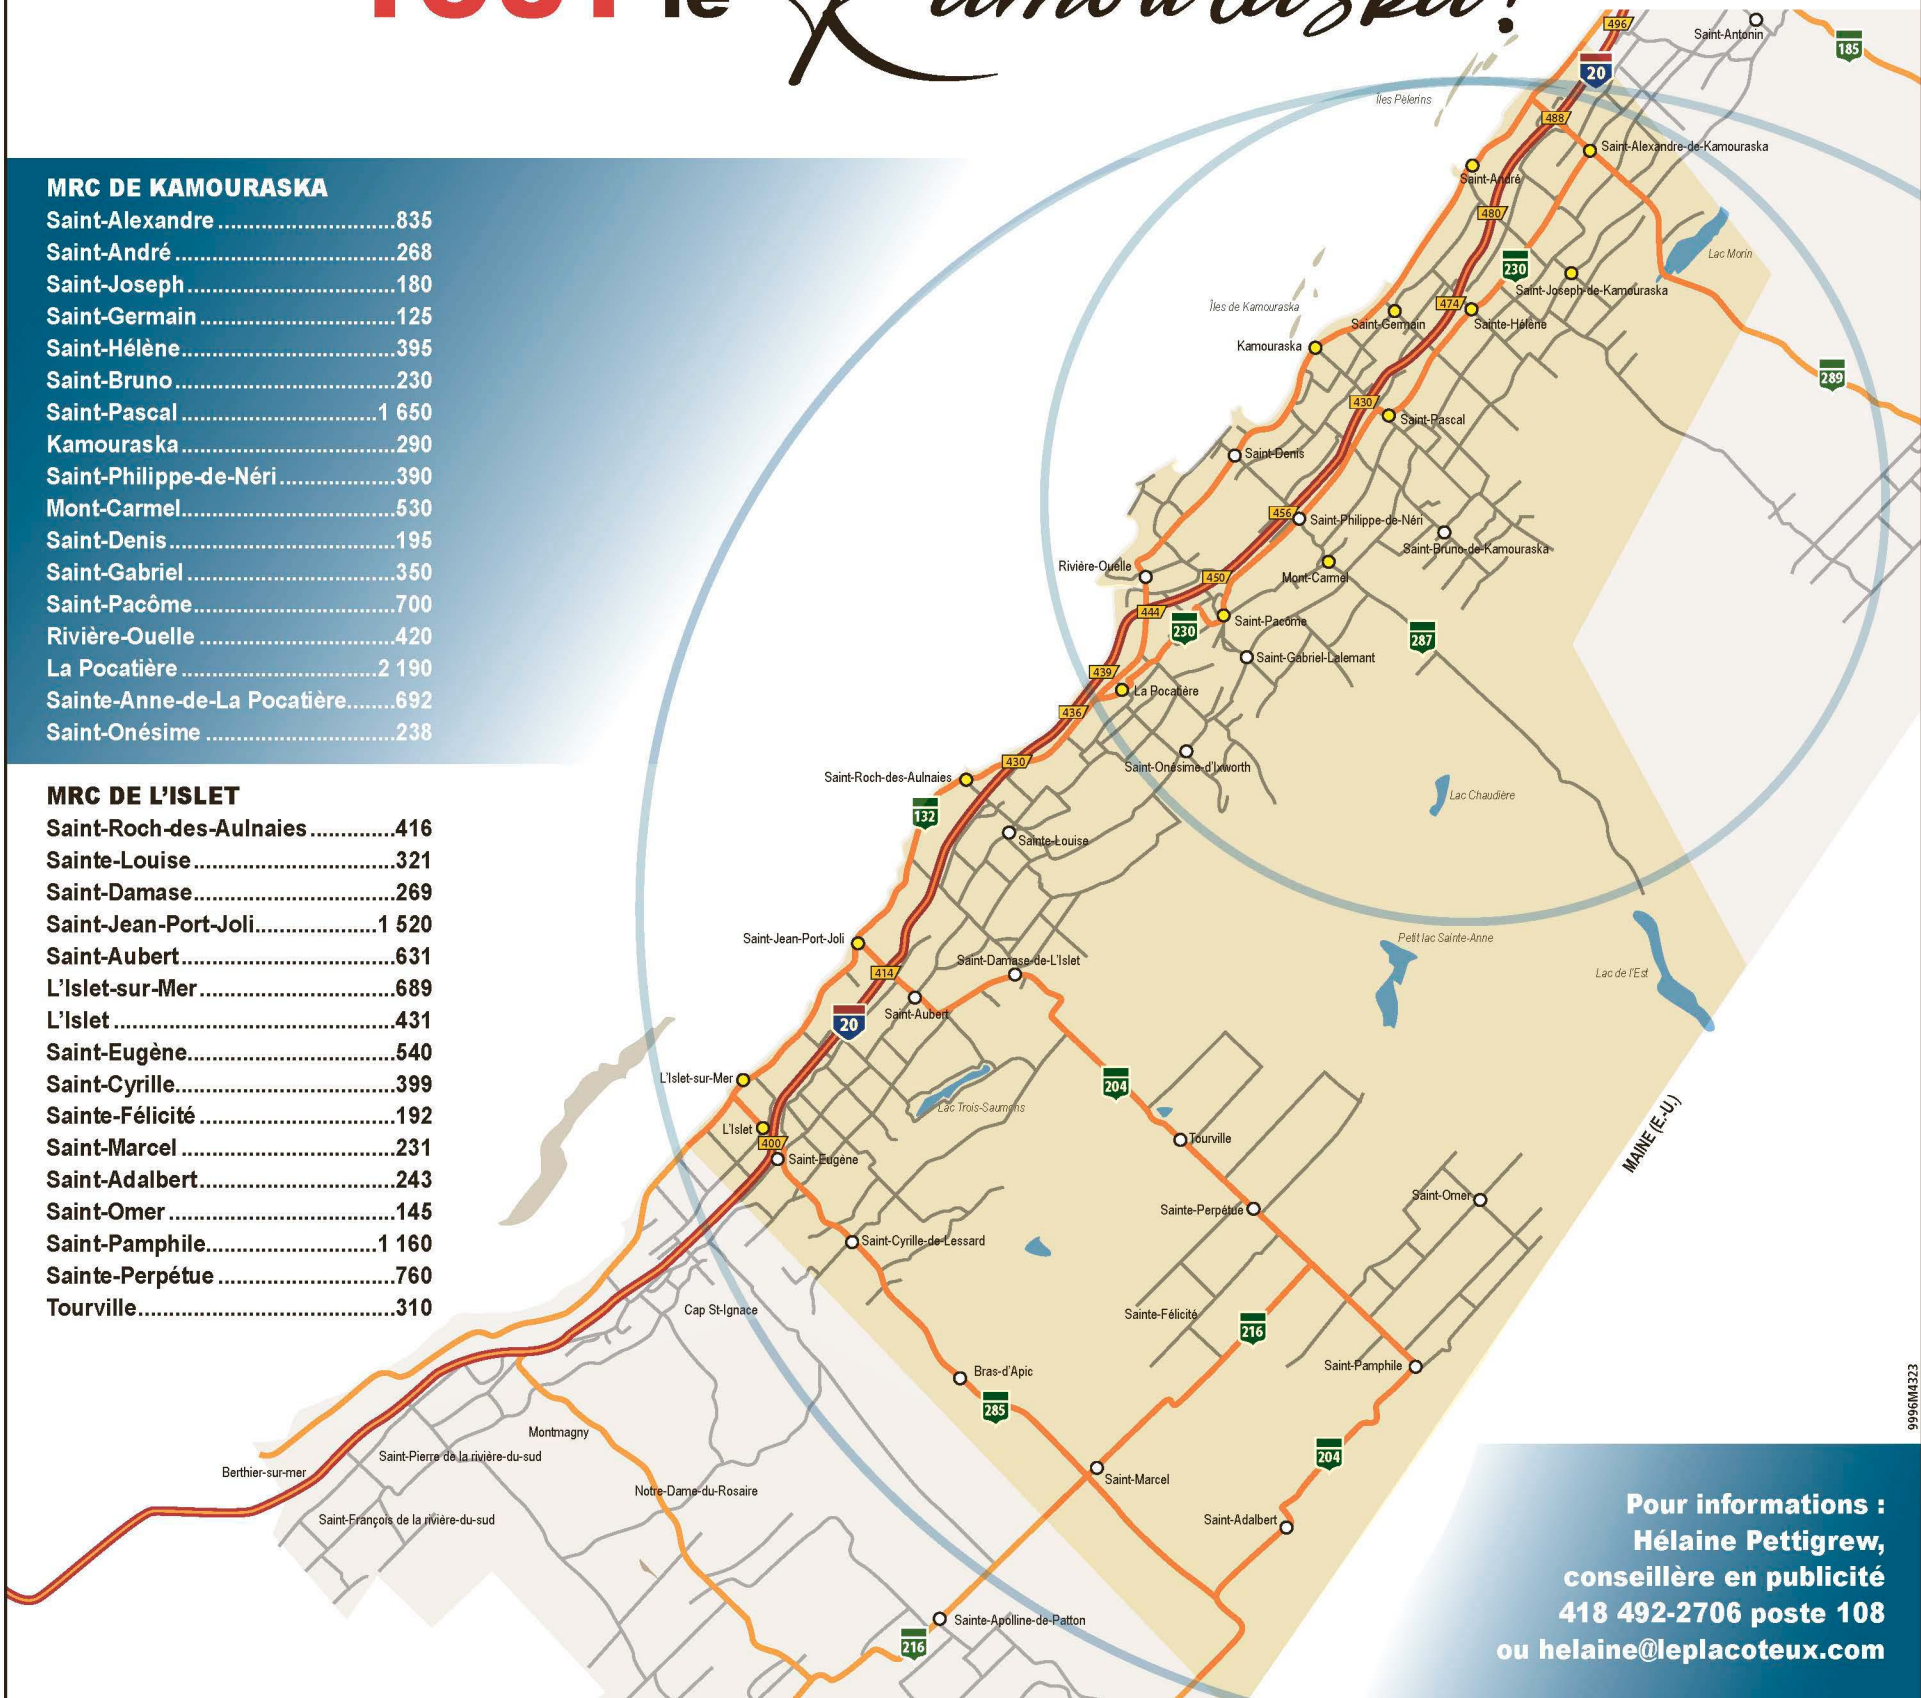 TOUT le Kamouraska!
MRC DE KAMOURASKA
Saint-Alexandre.............................835
Saint-André....................................268
Saint-Joseph..................................180
Saint-Germain................................125
Saint-Hélène...................................395
Saint-Bruno....................................230
Saint-Pascal................................1 650
Kamouraska...................................290
Saint-Philippe-de-Néri...................390
Mont-Carmel...................................530
Saint-Denis.....................................195
Saint-Gabriel..................................350
Saint-Pacôme.................................700
Rivière-Ouelle................................420
La Pocatière................................2 190
Sainte-Anne-de-La Pocatière........692
Saint-Onésime...............................238
MRC DE L'ISLET
Saint-Roch-des-Aulnaies..............416
Sainte-Louise.................................321
Saint-Damase.................................269
Saint-Jean-Port-Joli....................1 520
Saint-Aubert...................................631
L'Islet-sur-Mer................................689
L'Islet..............................................431
Saint-Eugène..................................540
Saint-Cyrille....................................399
Sainte-Félicité................................192
Saint-Marcel...................................231
Saint-Adalbert................................243
Saint-Omer.....................................145
Saint-Pamphile............................1 160
Sainte-Perpétue.............................760
Tourville..........................................310
496
Saint-Antonin
185
20
Îles Pèlerins
488
Saint-Alexandre-de-Kamouraska
Saint-André
480
Lac Morin
230
Saint-Joseph-de-Kamouraska
Îles de Kamouraska
474
Saint-Germain
Sainte-Hélène
Kamouraska
289
430
Saint-Pascal
Saint-Denis
456
Saint-Philippe-de-Néri
Saint-Bruno-de-Kamouraska
Rivière-Ouelle
450
Mont-Carmel
444
230
Saint-Pacôme
287
Saint-Gabriel-Lalemant
439
La Pocatière
436
Saint-Onésime-d'Ixworth
430
Saint-Roch-des-Aulnaies
132
Lac Chaudière
Sainte-Louise
Saint-Jean-Port-Joli
Petit lac Sainte-Anne
Saint-Damase-de-L'Islet
414
Lac de l'Est
Saint-Aubert
20
L'Islet-sur-Mer
204
Lac Trois-Saumons
MAINE (E.-U.)
L'Islet
400
Tourville
Saint-Eugène
Saint-Omer
Sainte-Perpétue
Saint-Cyrille-de-Lessard
Cap St-Ignace
Sainte-Félicité
216
Saint-Pamphile
Bras-d'Apic
285
Montmagny
Saint-Pierre de la rivière-du-sud
204
Berthier-sur-mer
Saint-Marcel
Notre-Dame-du-Rosaire
Saint-François de la rivière-du-sud
Saint-Adalbert
Sainte-Apolline-de-Patton
216
9996M4323
Pour informations :
Hélaine Pettigrew,
conseillère en publicité
418 492-2706 poste 108
ou helaine@leplacoteux.com